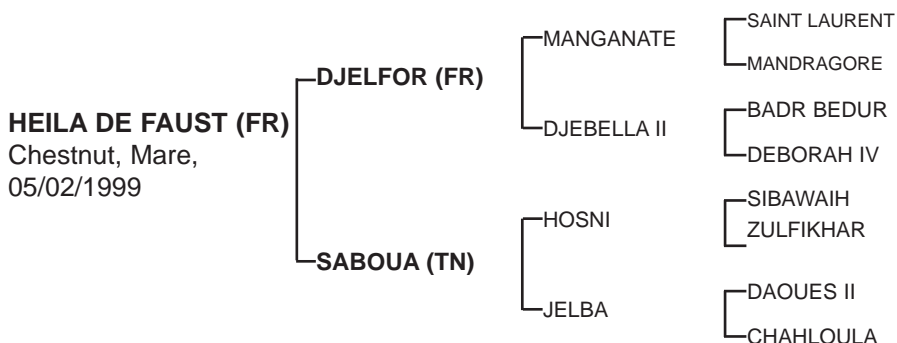 SAINT LAURENT
MANGANATE
MANDRAGORE
DJELFOR (FR)
BADR BEDUR
DJEBELLA II
DEBORAH IV
HEILA DE FAUST (FR)
Chestnut, Mare,
05/02/1999
SIBAWAIH
HOSNI
ZULFIKHAR
SABOUA (TN)
DAOUES II
JELBA
CHAHLOULA